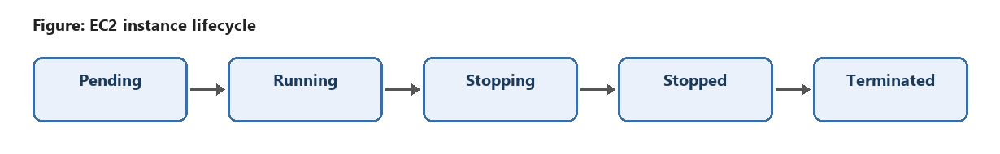 Figure: EC2 instance lifecycle
Pending
Running
Stopping
Stopped
Terminated